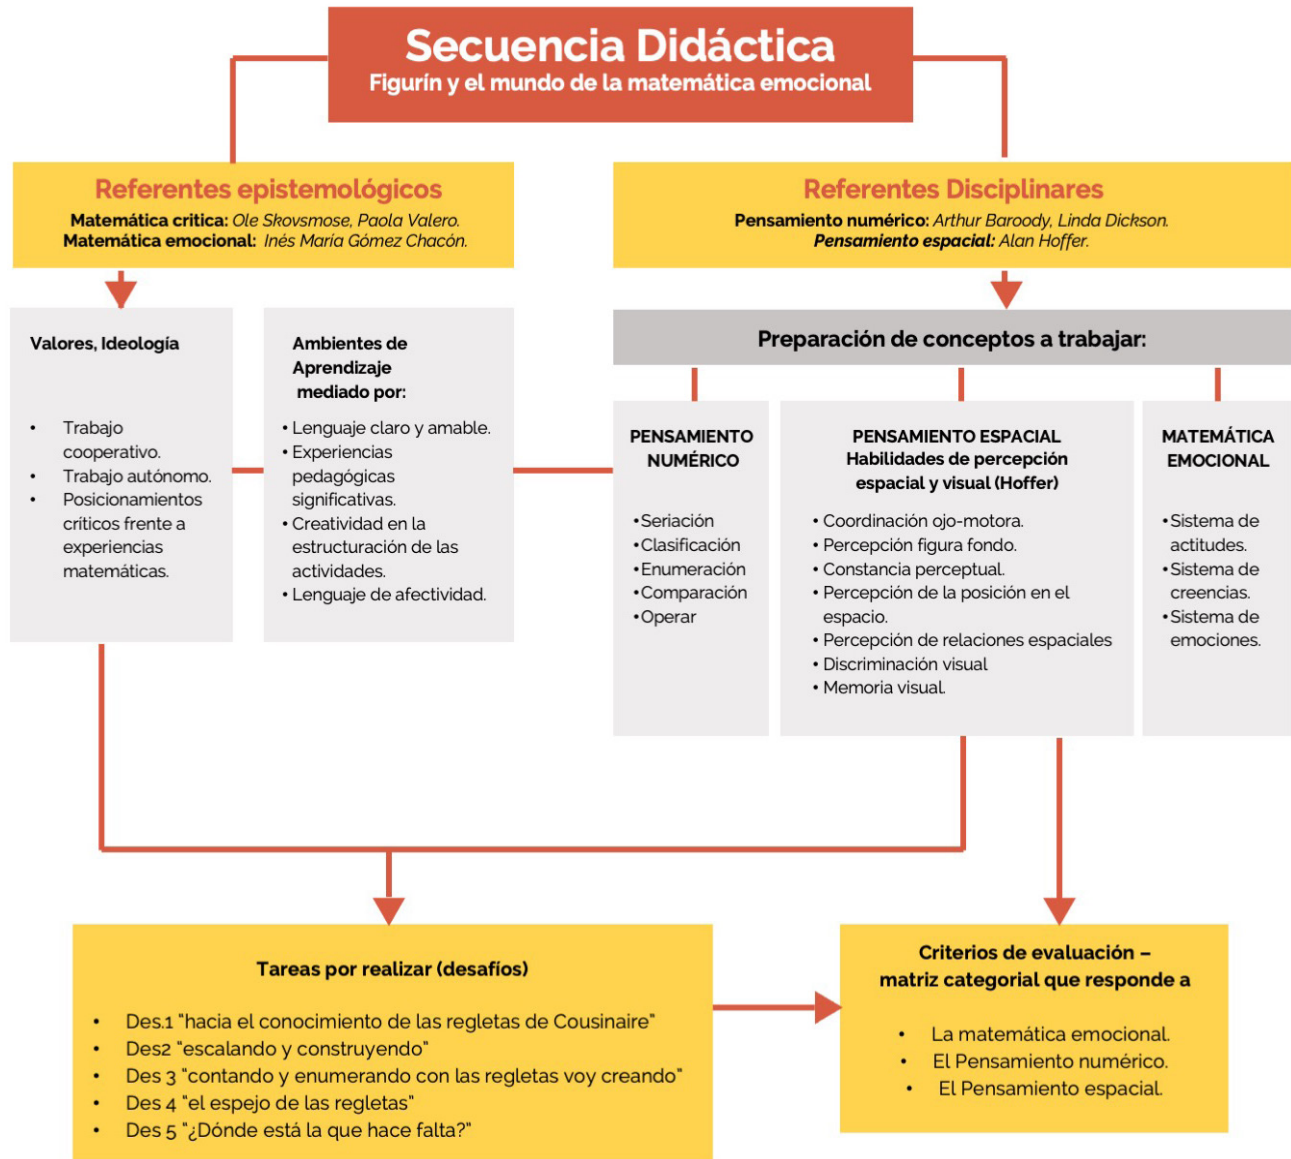 Secuencia Didáctica
Figurín y el mundo de la matemática emocional
Referentes epistemológicos
Matemática critica: Ole Skovsmose, Paola Valero.
Matemática emocional: Inés María Gómez Chacón.
Referentes Disciplinares
Pensamiento numérico: Arthur Baroody, Linda Dickson.
Pensamiento espacial: Alan Hoffer.
Valores, Ideología
• Trabajo
cooperativo.
• Trabajo autónomo.
• Posicionamientos
críticos frente a
experiencias
matemáticas.
Ambientes de
Aprendizaje
mediado por:
• Lenguaje claro y amable.
• Experiencias
pedagógicas
significativas.
• Creatividad en la
estructuración de las
actividades.
• Lenguaje de afectividad.
Preparación de conceptos a trabajar:
PENSAMIENTO
NUMÉRICO
•Seriación
•Clasificación
•Enumeración
•Comparación
•Operar
PENSAMIENTO ESPACIAL
Habilidades de percepción
espacial y visual (Hoffer)
• Coordinación ojo-motora.
• Percepción figura fondo.
• Constancia perceptual.
• Percepción de la posición en el
espacio.
• Percepción de relaciones espaciales
• Discriminación visual
• Memoria visual.
MATEMÁTICA
EMOCIONAL
•Sistema de
actitudes.
•Sistema de
creencias.
•Sistema de
emociones.
Tareas por realizar (desafíos)
• Des.1 "hacia el conocimiento de las regletas de Cousinaire"
• Des2 "escalando y construyendo"
• Des 3 "contando y enumerando con las regletas voy creando"
• Des 4 "el espejo de las regletas"
• Des 5 "¿Dónde está la que hace falta?"
Criterios de evaluación –
matriz categorial que responde a
• La matemática emocional.
• El Pensamiento numérico.
• El Pensamiento espacial.